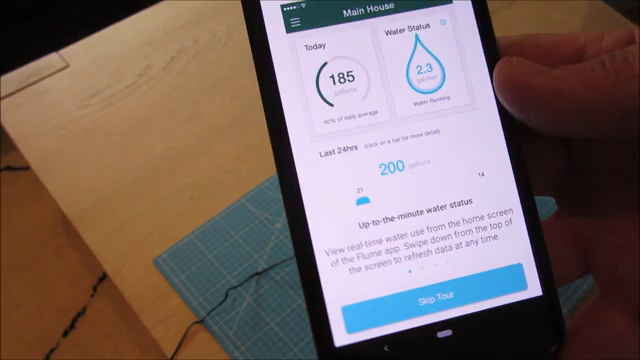 Main House
Today
185
gallons
40% of daily average
Water Status
2.3
gal/min
Water Running
Last 24hrs (click on a bar for more detail)
200 gallons
21
14
Up-to-the-minute water status
View real-time water use from the home screen
of the Flume app. Swipe down from the top of
the screen to refresh data at any time.
Skip Tour